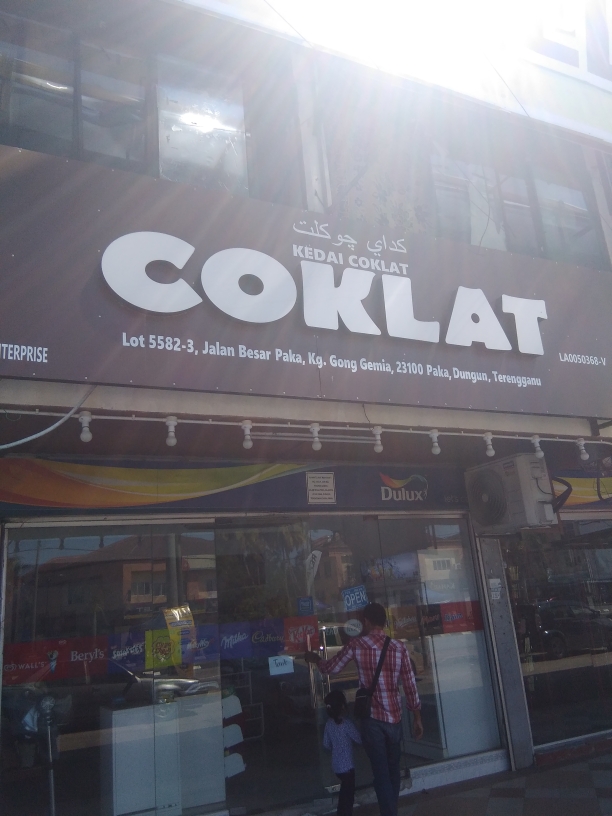 كداي چوكلت
KEDAI COKLAT
COKLAT
Lot 5582-3, Jalan Besar Paka, Kg. Gong Gemia, 23100 Paka, Dungun, Terengganu
LA0050368-V
Dulux
OPEN
Beryl's
Milka
Cadbury